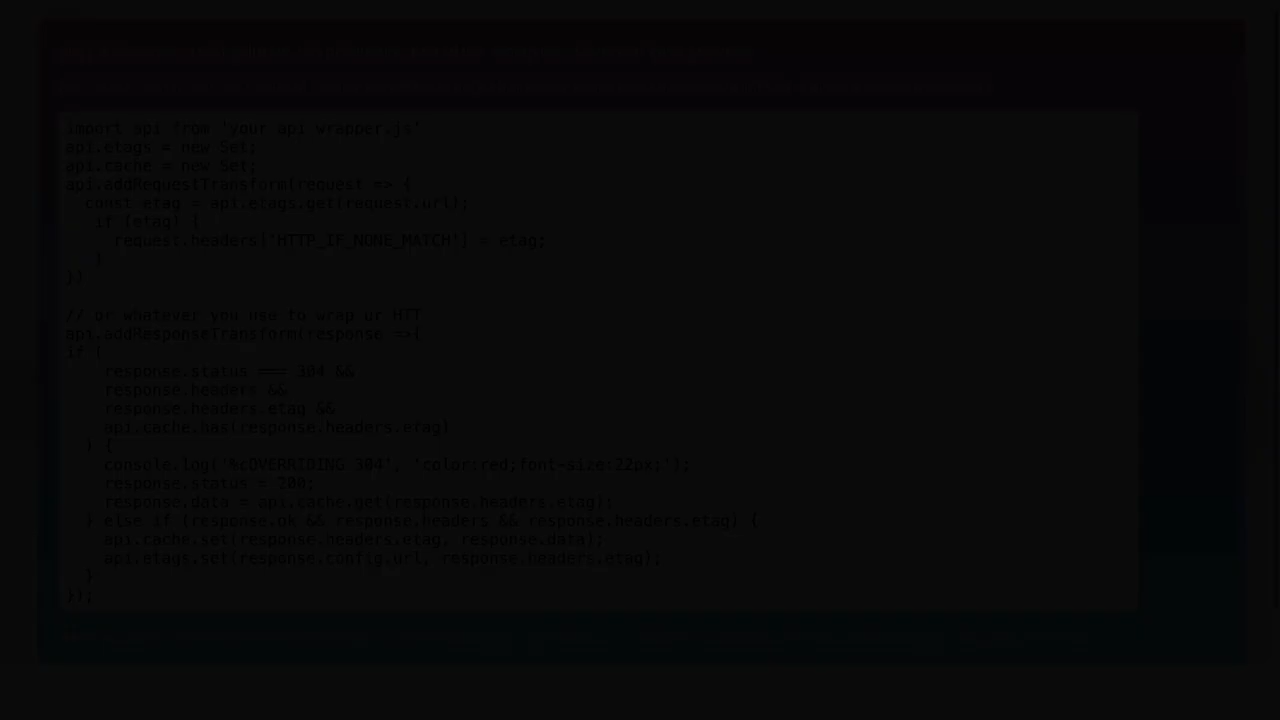 import api from 'your api wrapper.js'
api.etags = new Set;
api.cache = new Set;
api.addRequestTransform(request => {
  const etag = api.etags.get(request.url);
   if (etag) {
     request.headers['HTTP_IF_NONE_MATCH'] = etag;
   }
})
// or whatever you use to wrap ur HTT
api.addResponseTransform(response =>{
if (
    response.status === 304 &&
    response.headers &&
    response.headers.etag &&
    api.cache.has(response.headers.etag)
  ) {
    console.log('%cOVERRIDING 304', 'color:red;font-size:22px;');
    response.status = 200;
    response.data = api.cache.get(response.headers.etag);
  } else if (response.ok && response.headers && response.headers.etag) {
    api.cache.set(response.headers.etag, response.data);
    api.etags.set(response.config.url, response.headers.etag);
  }
});